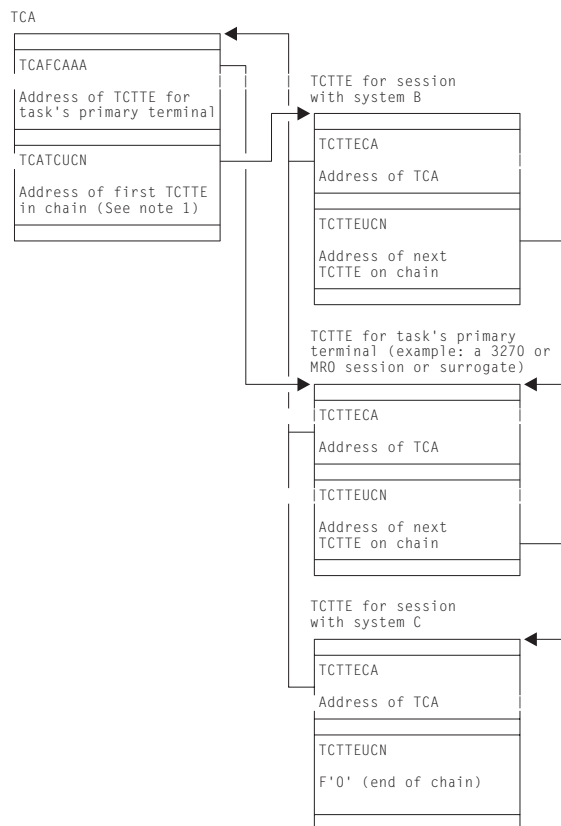 TCA
TCAFCAAA
Address of TCTTE for
task's primary terminal
TCATCUCN
Address of first TCTTE
in chain (See note 1)
TCTTE for session
with system B
TCTTECA
Address of TCA
TCTTEUCN
Address of next
TCTTE on chain
TCTTE for task's primary
terminal (example: a 3270 or
MRO session or surrogate)
TCTTECA
Address of TCA
TCTTEUCN
Address of next
TCTTE on chain
TCTTE for session
with system C
TCTTECA
Address of TCA
TCTTEUCN
F'0' (end of chain)